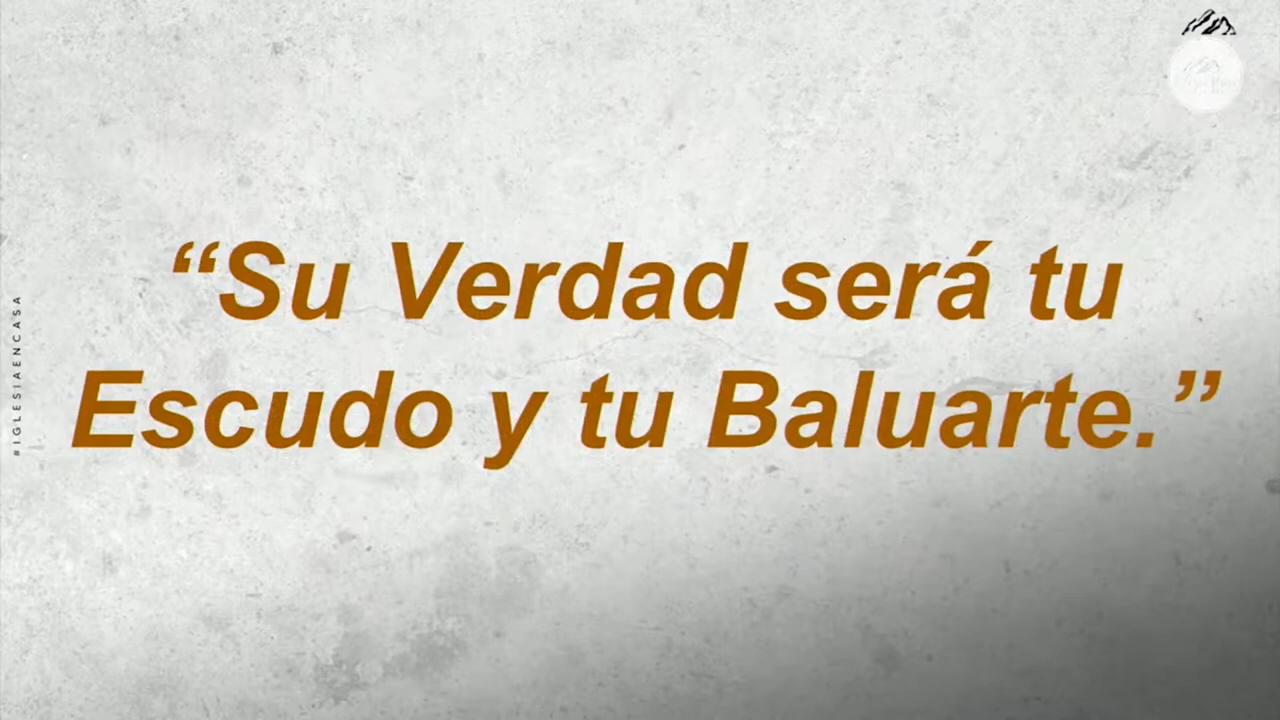 “Su Verdad será tu
Escudo y tu Baluarte.”
#IGLESIAENCASA